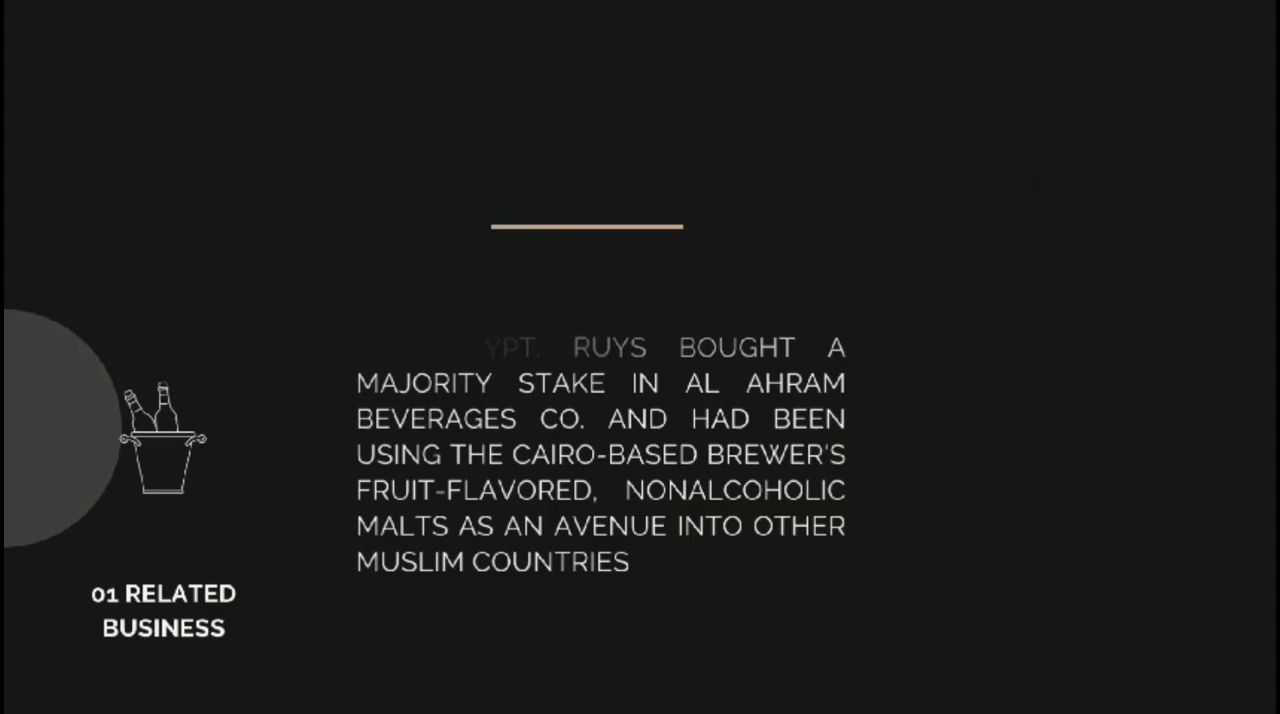 YPT. RUYS BOUGHT A
MAJORITY STAKE IN AL AHRAM
BEVERAGES CO. AND HAD BEEN
USING THE CAIRO-BASED BREWER'S
FRUIT-FLAVORED, NONALCOHOLIC
MALTS AS AN AVENUE INTO OTHER
MUSLIM COUNTRIES
01 RELATED
BUSINESS